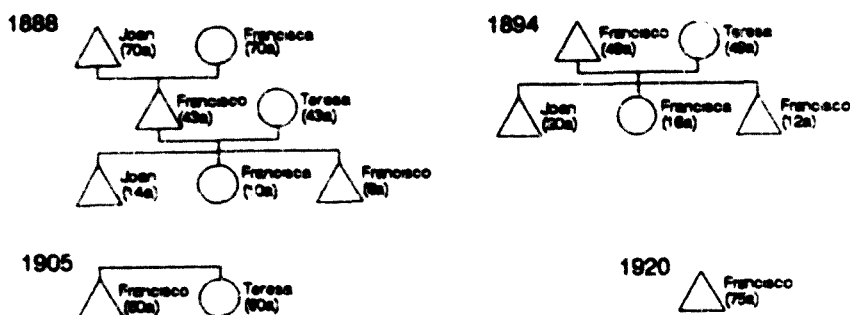 1888
Joan
(70a)
Francisca
(70a)
Francisco
(43a)
Teresa
(43a)
Joan
(14a)
Francisca
(10a)
Francisco
(6a)
1894
Francisco
(49a)
Teresa
(49a)
Joan
(20a)
Francisca
(16a)
Francisco
(12a)
1905
Francisco
(60a)
Teresa
(60a)
1920
Francisco
(75a)